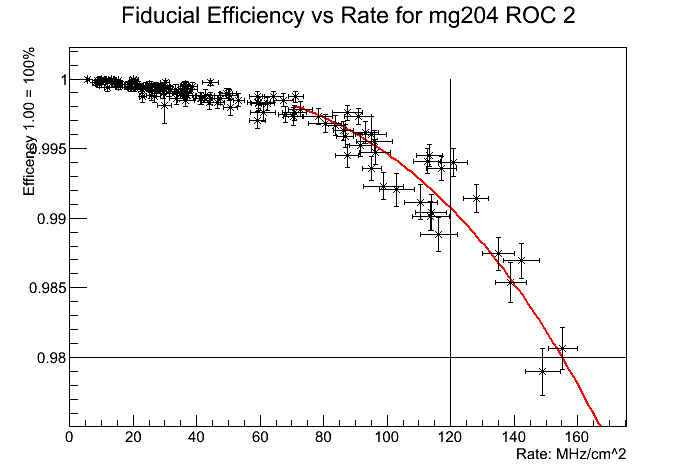 Fiducial Efficiency vs Rate for mg204 ROC 2
Efficency 1.00 = 100%
1
0.995
0.99
0.985
0.98
0 20 40 60 80 100 120 140 160
Rate: MHz/cm^2